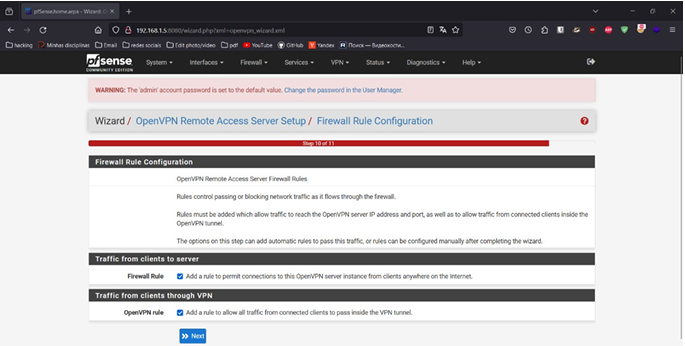 pfSense.home.arpa - Wizard: O
192.168.1.5:8080/wizard.php?xml=openvpn_wizard.xml
hacking Minhas disciplinas Email redes sociais Edit photo/video pdf YouTube GitHub Yandex Поиск — Видеокости...
pfsense System Interfaces Firewall Services VPN Status Diagnostics Help
COMMUNITY EDITION
WARNING: The 'admin' account password is set to the default value. Change the password in the User Manager.
Wizard / OpenVPN Remote Access Server Setup / Firewall Rule Configuration
Step 10 of 11
Firewall Rule Configuration
OpenVPN Remote Access Server Firewall Rules
Rules control passing or blocking network traffic as it flows through the firewall.
Rules must be added which allow traffic to reach the OpenVPN server IP address and port, as well as to allow traffic from connected clients inside the
OpenVPN tunnel.
The options on this step can add automatic rules to pass this traffic, or rules can be configured manually after completing the wizard.
Traffic from clients to server
Firewall Rule Add a rule to permit connections to this OpenVPN server instance from clients anywhere on the Internet.
Traffic from clients through VPN
OpenVPN rule Add a rule to allow all traffic from connected clients to pass inside the VPN tunnel.
Next